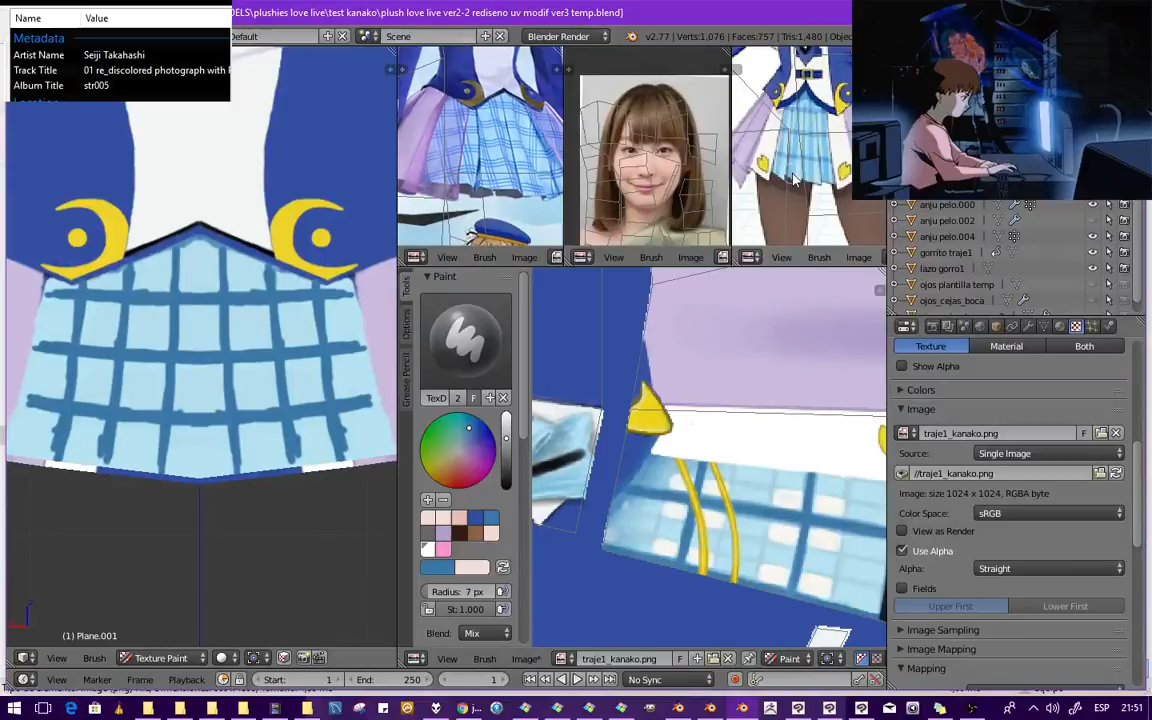 Name Value
DELS\plushies love live\test kanako\plush love live ver2-2 rediseno uv modif ver3 temp.blend]
Metadata
Artist Name Seiji Takahashi
Track Title 01 re_discolored photograph with
Album Title str005
Default Scene Blender Render v2.77 | Verts:1,076 | Faces:757 | Tris:1,480 |
anju pelo.000
anju pelo.002
anju pelo.004
gorrito traje1
lazo gorro1
ojos plantilla temp
ojos_cejas_boca
View Brush Image View Brush Image View Brush Image
Paint
Tools
Options
Grease Pencil
TexD 2 F
Radius: 7 px
St: 1.000
Blend: Mix
Texture Material Both
Show Alpha
Colors
Image
traje1_kanako.png F
Source: Single Image
//traje1_kanako.png
Image: size 1024 x 1024, RGBA byte
Color Space: sRGB
View as Render
Use Alpha
Alpha: Straight
Fields
Upper First Lower First
Image Sampling
Image Mapping
Mapping
(1) Plane.001
View Brush Texture Paint View Brush Image* traje1_kanako.png F Paint
View Marker Frame Playback Start: 1 End: 250 1 No Sync
ESP 21:51